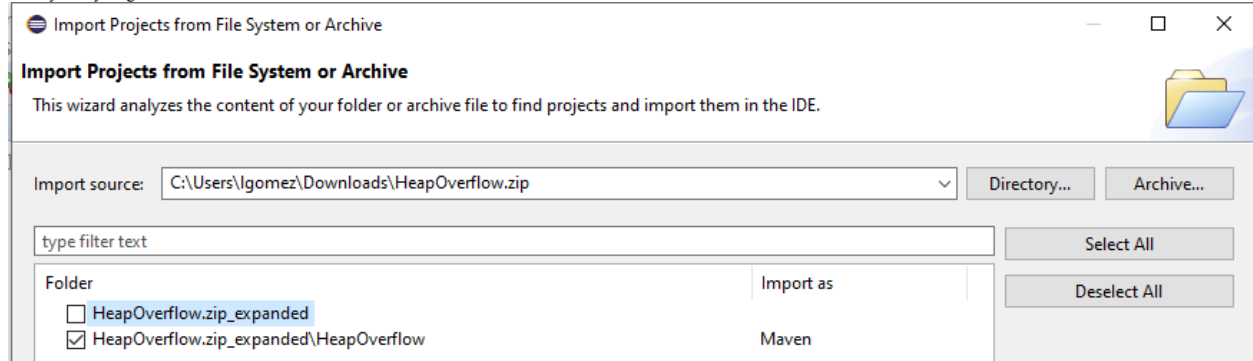 Import Projects from File System or Archive
Import Projects from File System or Archive
This wizard analyzes the content of your folder or archive file to find projects and import them in the IDE.
Import source: C:\Users\lgomez\Downloads\HeapOverflow.zip Directory... Archive...
type filter text Select All
Folder Import as Deselect All
HeapOverflow.zip_expanded
HeapOverflow.zip_expanded\HeapOverflow Maven